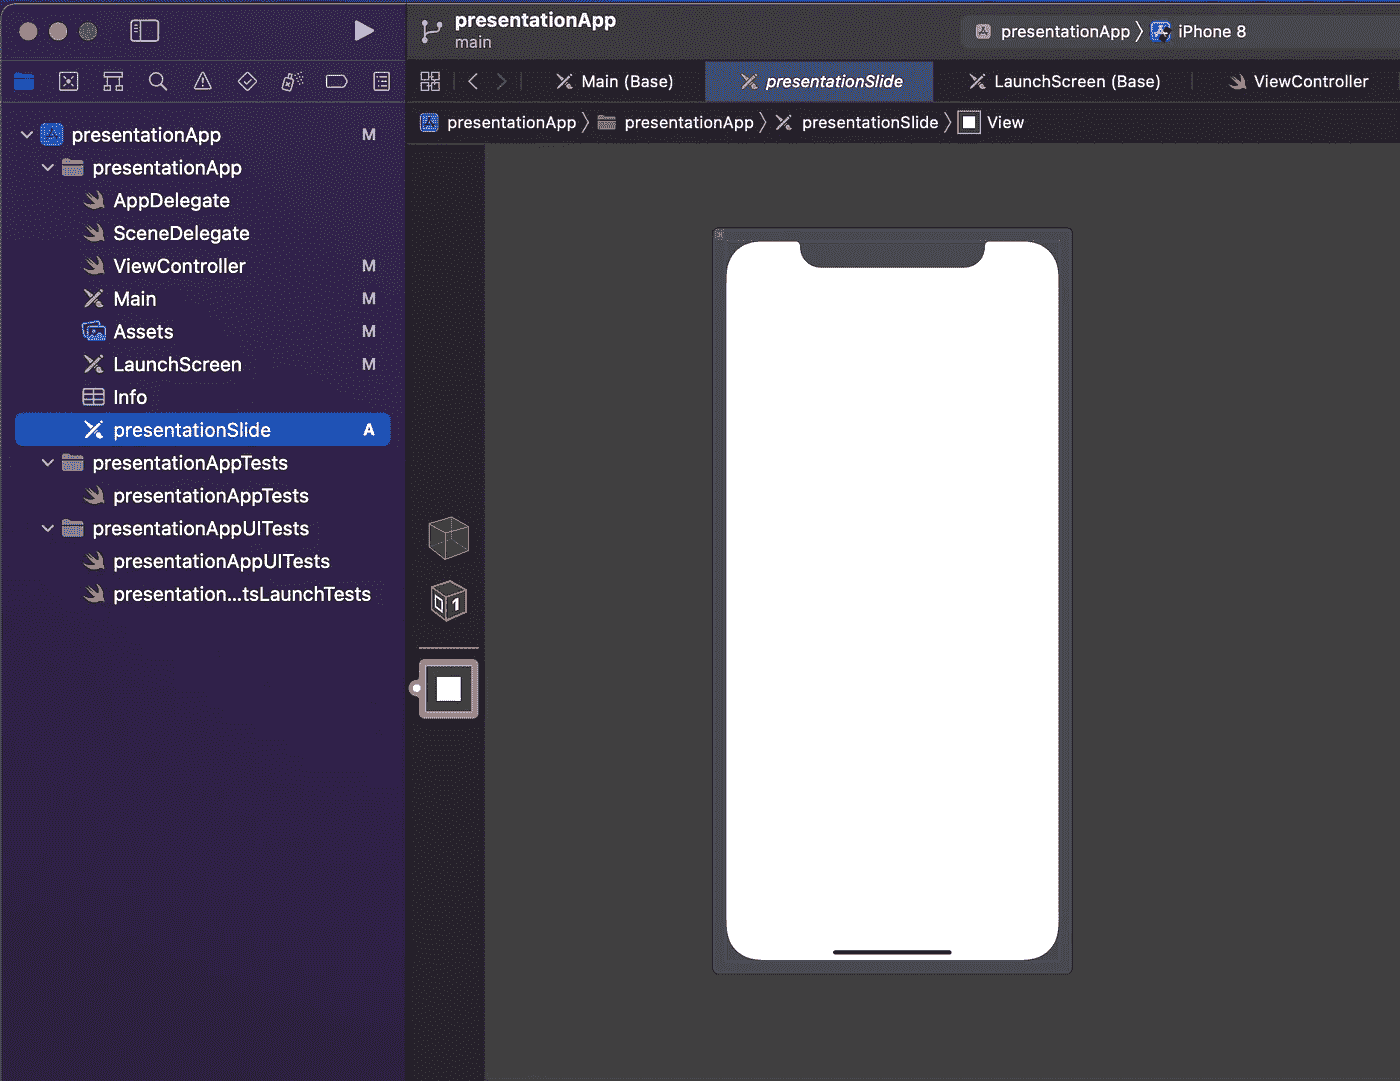 presentationApp
main
presentationApp 〉 iPhone 8
Main (Base)
presentationSlide
LaunchScreen (Base)
ViewController
presentationApp 〉 presentationApp 〉 presentationSlide 〉 View
presentationApp M
presentationApp
AppDelegate
SceneDelegate
ViewController M
Main M
Assets M
LaunchScreen M
Info
presentationSlide A
presentationAppTests
presentationAppTests
presentationAppUITests
presentationAppUITests
presentation...tsLaunchTests
1